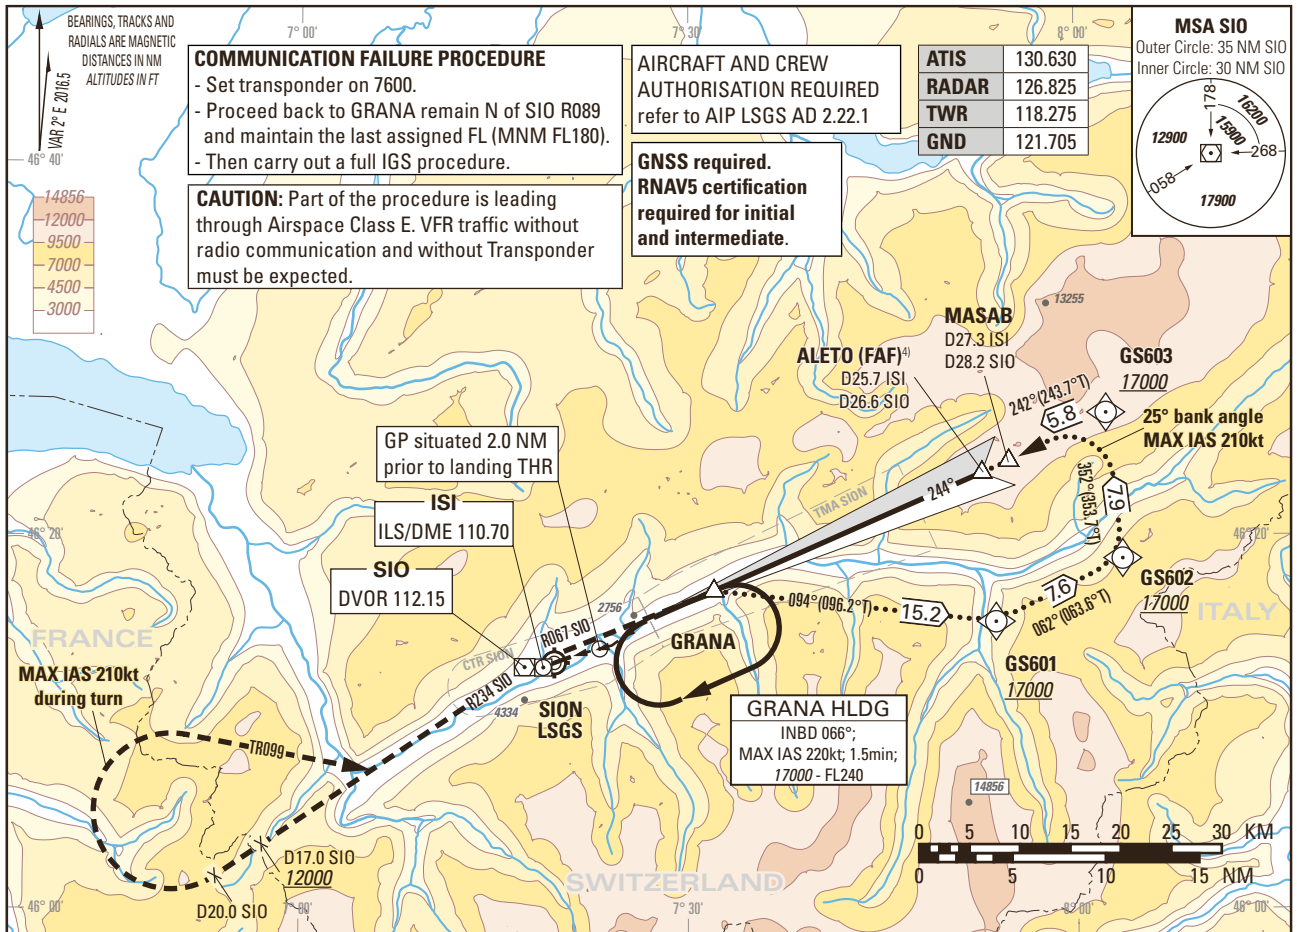 BEARINGS, TRACKS AND
RADIALS ARE MAGNETIC
DISTANCES IN NM
ALTITUDES IN FT
VAR 2° E 2016.5
7° 00'
7° 30'
8° 00'
46° 40'
COMMUNICATION FAILURE PROCEDURE
- Set transponder on 7600.
- Proceed back to GRANA remain N of SIO R089
and maintain the last assigned FL (MNM FL180).
- Then carry out a full IGS procedure.
CAUTION: Part of the procedure is leading
through Airspace Class E. VFR traffic without
radio communication and without Transponder
must be expected.
AIRCRAFT AND CREW
AUTHORISATION REQUIRED
refer to AIP LSGS AD 2.22.1
GNSS required.
RNAV5 certification
required for initial
and intermediate.
ATIS 130.630
RADAR 126.825
TWR 118.275
GND 121.705
MSA SIO
Outer Circle: 35 NM SIO
Inner Circle: 30 NM SIO
178
16200
15900
12900
268
058
17900
14856
12000
9500
7000
4500
3000
13255
MASAB
D27.3 ISI
D28.2 SIO
ALETO (FAF)4)
D25.7 ISI
D26.6 SIO
GS603
17000
242° (243.7°T)
5.8
25° bank angle
MAX IAS 210kt
352° (353.7°T)
7.9
GP situated 2.0 NM
prior to landing THR
ISI
ILS/DME 110.70
SIO
DVOR 112.15
244°
TMA SION
46° 20'
46° 20'
GS602
17000
7.6
062° (063.6°T)
094° (096.2°T)
15.2
GS601
17000
2756
R067 SIO
GRANA
CTR SION
R234 SIO
4334
SION
LSGS
FRANCE
ITALY
MAX IAS 210kt
during turn
TR099
GRANA HLDG
INBD 066°;
MAX IAS 220kt; 1.5min;
17000 - FL240
14856
D17.0 SIO
12000
D20.0 SIO
SWITZERLAND
0 5 10 15 20 25 30 KM
0 5 10 15 NM
46° 00'
7° 00'
7° 30'
8° 00'
46° 00'